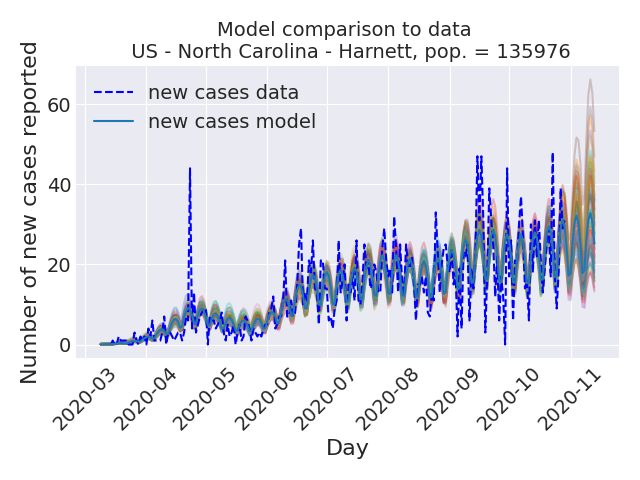 Model comparison to data
US - North Carolina - Harnett, pop. = 135976
Number of new cases reported
60
40
20
0
new cases data
new cases model
2020-03
2020-04
2020-05
2020-06
2020-07
2020-08
2020-09
2020-10
2020-11
Day